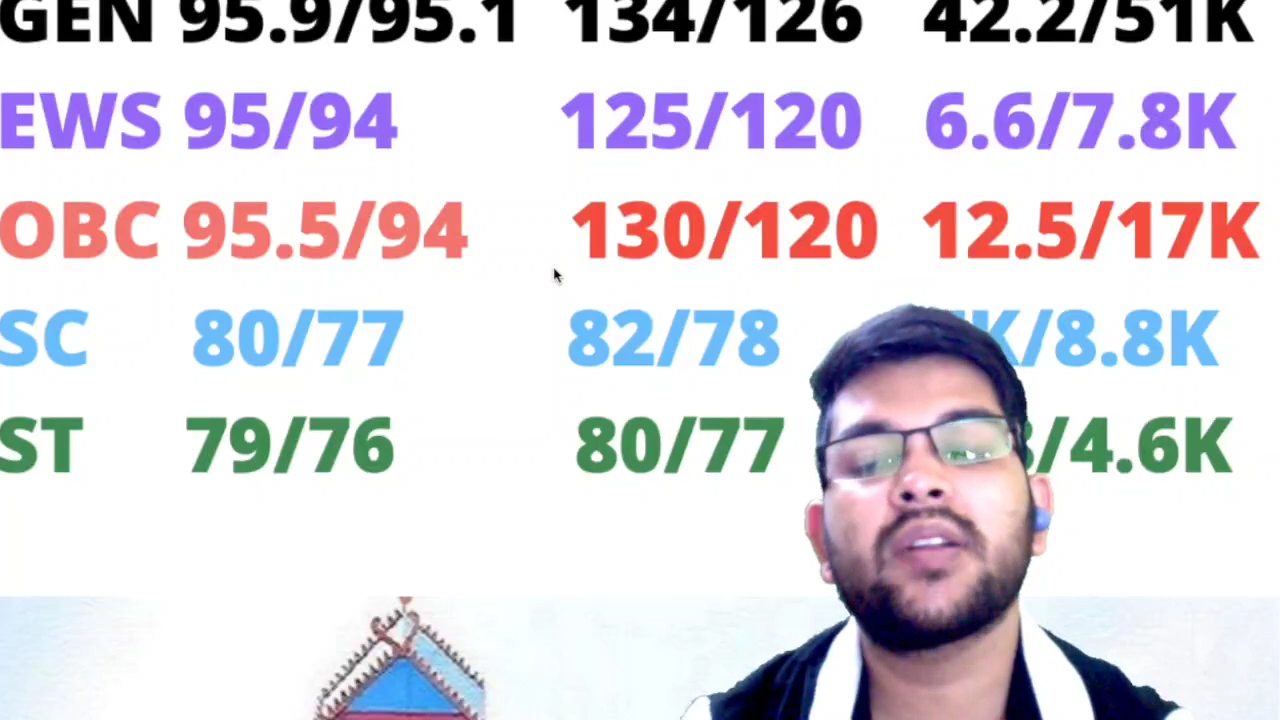 GEN 95.9/95.1 134/126 42.2/51K
EWS 95/94 125/120 6.6/7.8K
OBC 95.5/94 130/120 12.5/17K
SC 80/77 82/78 K/8.8K
ST 79/76 80/77 /4.6K